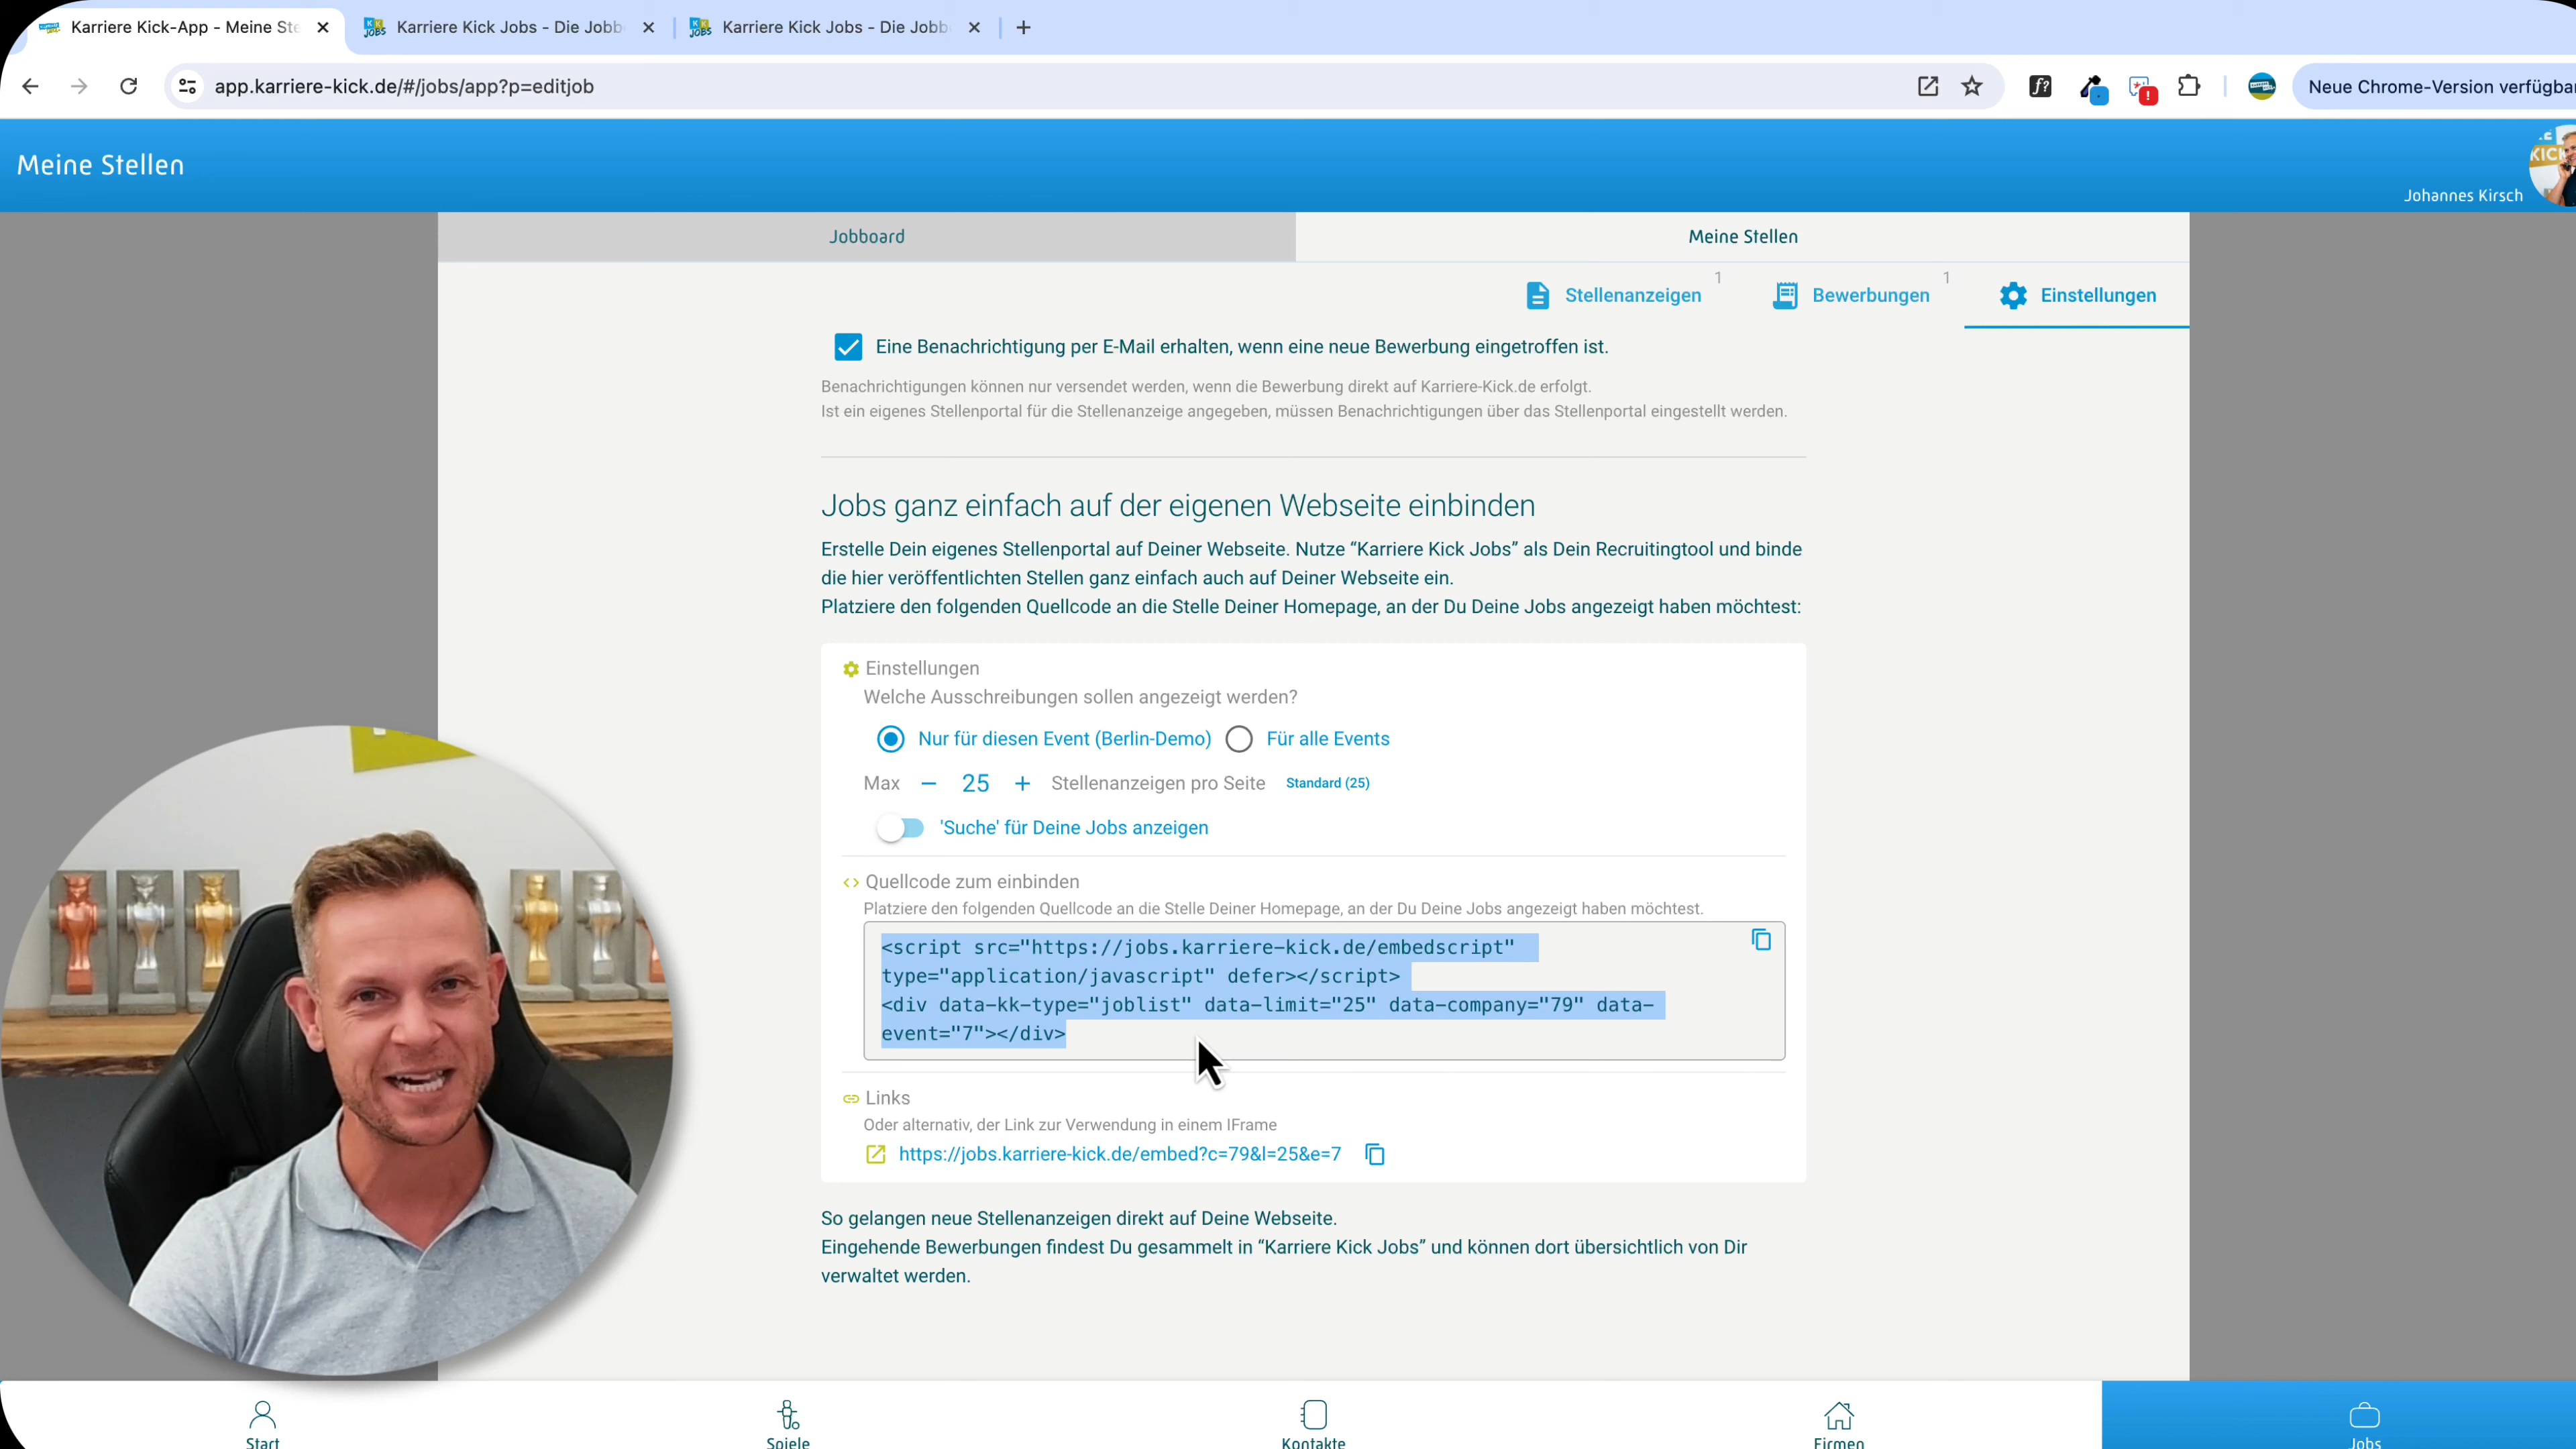 Karriere Kick-App - Meine Ste
Karriere Kick Jobs - Die Jobb
Karriere Kick Jobs - Die Jobb
app.karriere-kick.de/#/jobs/app?p=editjob
Neue Chrome-Version verfügba
Meine Stellen
Johannes Kirsch
Jobboard
Meine Stellen
Stellenanzeigen 1
Bewerbungen 1
Einstellungen
Eine Benachrichtigung per E-Mail erhalten, wenn eine neue Bewerbung eingetroffen ist.
Benachrichtigungen können nur versendet werden, wenn die Bewerbung direkt auf Karriere-Kick.de erfolgt.
Ist ein eigenes Stellenportal für die Stellenanzeige angegeben, müssen Benachrichtigungen über das Stellenportal eingestellt werden.
Jobs ganz einfach auf der eigenen Webseite einbinden
Erstelle Dein eigenes Stellenportal auf Deiner Webseite. Nutze “Karriere Kick Jobs” als Dein Recruitingtool und binde
die hier veröffentlichten Stellen ganz einfach auch auf Deiner Webseite ein.
Platziere den folgenden Quellcode an die Stelle Deiner Homepage, an der Du Deine Jobs angezeigt haben möchtest:
Einstellungen
Welche Ausschreibungen sollen angezeigt werden?
Nur für diesen Event (Berlin-Demo) Für alle Events
Max − 25 + Stellenanzeigen pro Seite Standard (25)
'Suche' für Deine Jobs anzeigen
<> Quellcode zum einbinden
Platziere den folgenden Quellcode an die Stelle Deiner Homepage, an der Du Deine Jobs angezeigt haben möchtest.
<script src="https://jobs.karriere-kick.de/embedscript"
type="application/javascript" defer></script>
<div data-kk-type="joblist" data-limit="25" data-company="79" data-
event="7"></div>
Links
Oder alternativ, der Link zur Verwendung in einem IFrame
https://jobs.karriere-kick.de/embed?c=79&l=25&e=7
So gelangen neue Stellenanzeigen direkt auf Deine Webseite.
Eingehende Bewerbungen findest Du gesammelt in “Karriere Kick Jobs” und können dort übersichtlich von Dir
verwaltet werden.
Start
Spiele
Kontakte
Firmen
Jobs